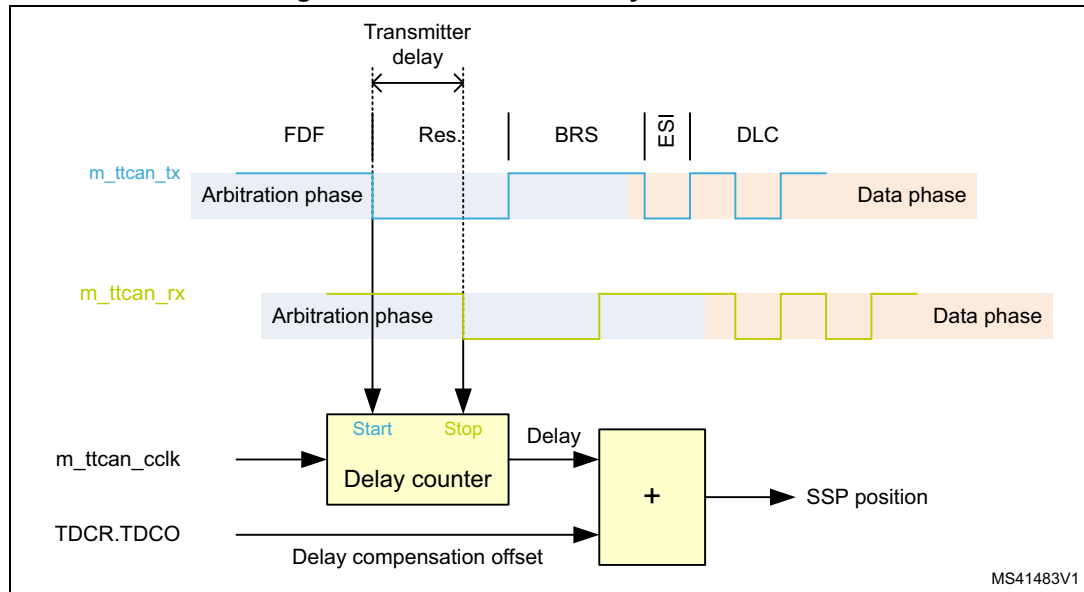 Transmitter
delay
FDF
Res.
BRS
ESI
DLC
m_ttcan_tx
Arbitration phase
Data phase
m_ttcan_rx
Arbitration phase
Data phase
Start
Stop
Delay
m_ttcan_cclk
Delay counter
+
SSP position
TDCR.TDCO
Delay compensation offset
MS41483V1